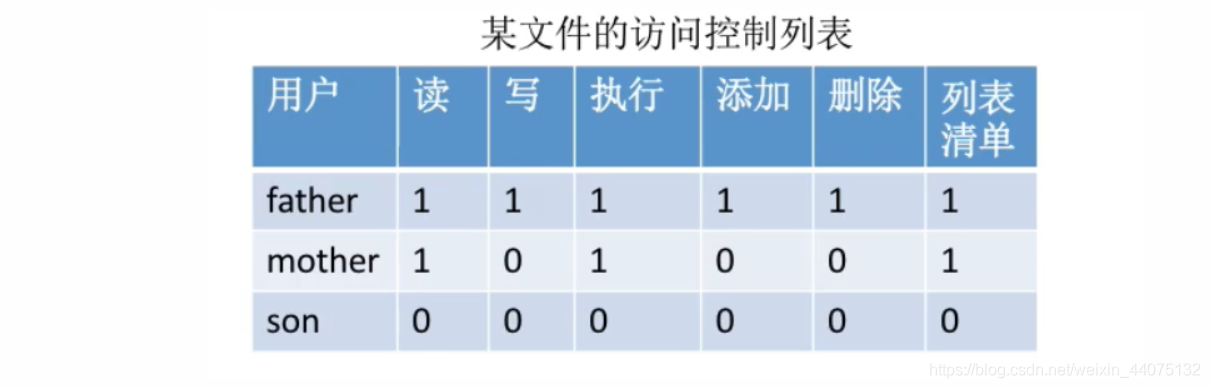 某文件的访问控制列表
用户 读 写 执行 添加 删除 列表
清单
father 1 1 1 1 1 1
mother 1 0 1 0 0 1
son 0 0 0 0 0 0
https://blog.csdn.net/weixin_44075132